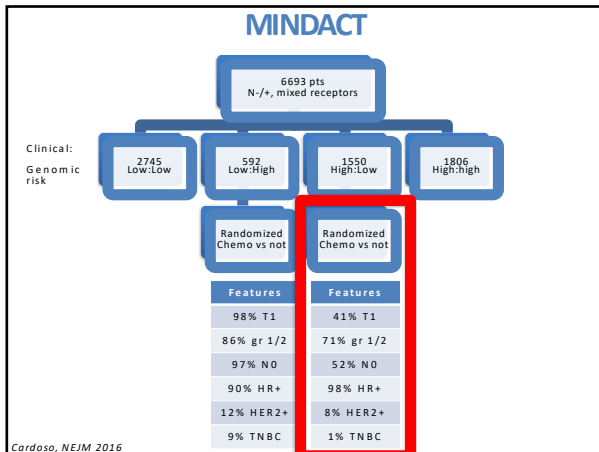 MINDACT
6693 pts
N-/+, mixed receptors
Clinical:
Genomic
risk
2745
Low:Low
592
Low:High
1550
High:Low
1806
High:high
Randomized
Chemo vs not
Randomized
Chemo vs not
Features
98% T1
86% gr 1/2
97% N0
90% HR+
12% HER2+
9% TNBC
Features
41% T1
71% gr 1/2
52% N0
98% HR+
8% HER2+
1% TNBC
Cardoso, NEJM 2016